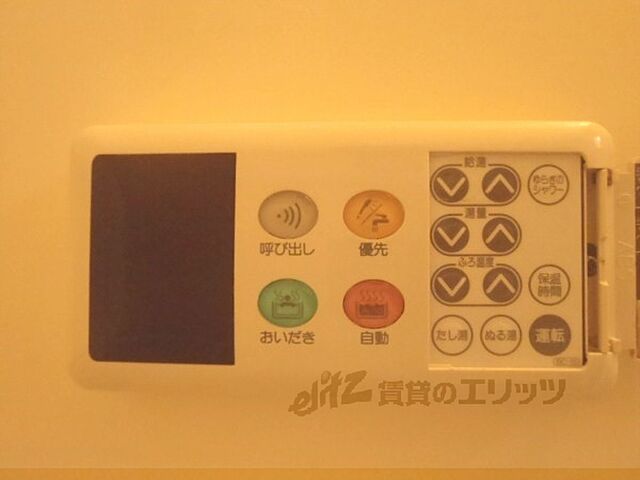 給湯
ゆらぎの
シャワー
呼び出し
優先
湯量
ふろ温度
保温
時間
おいだき
自動
たし湯
ぬる湯
運転
elitz 賃貸のエリッツ